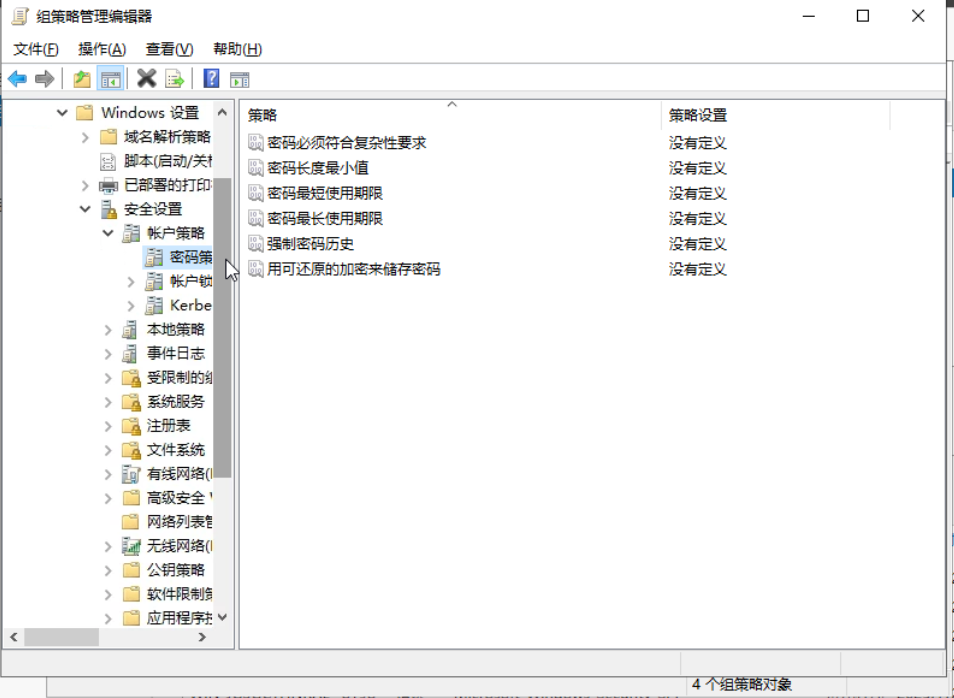 组策略管理编辑器
文件(F) 操作(A) 查看(V) 帮助(H)
Windows 设置
域名解析策略
脚本(启动/关
已部署的打印
安全设置
帐户策略
密码策
帐户锁
Kerbe
本地策略
事件日志
受限制的
系统服务
注册表
文件系统
有线网络(
高级安全
网络列表管
无线网络(
公钥策略
软件限制策
应用程序控
策略 策略设置
密码必须符合复杂性要求 没有定义
密码长度最小值 没有定义
密码最短使用期限 没有定义
密码最长使用期限 没有定义
强制密码历史 没有定义
用可还原的加密来储存密码 没有定义
4 个组策略对象